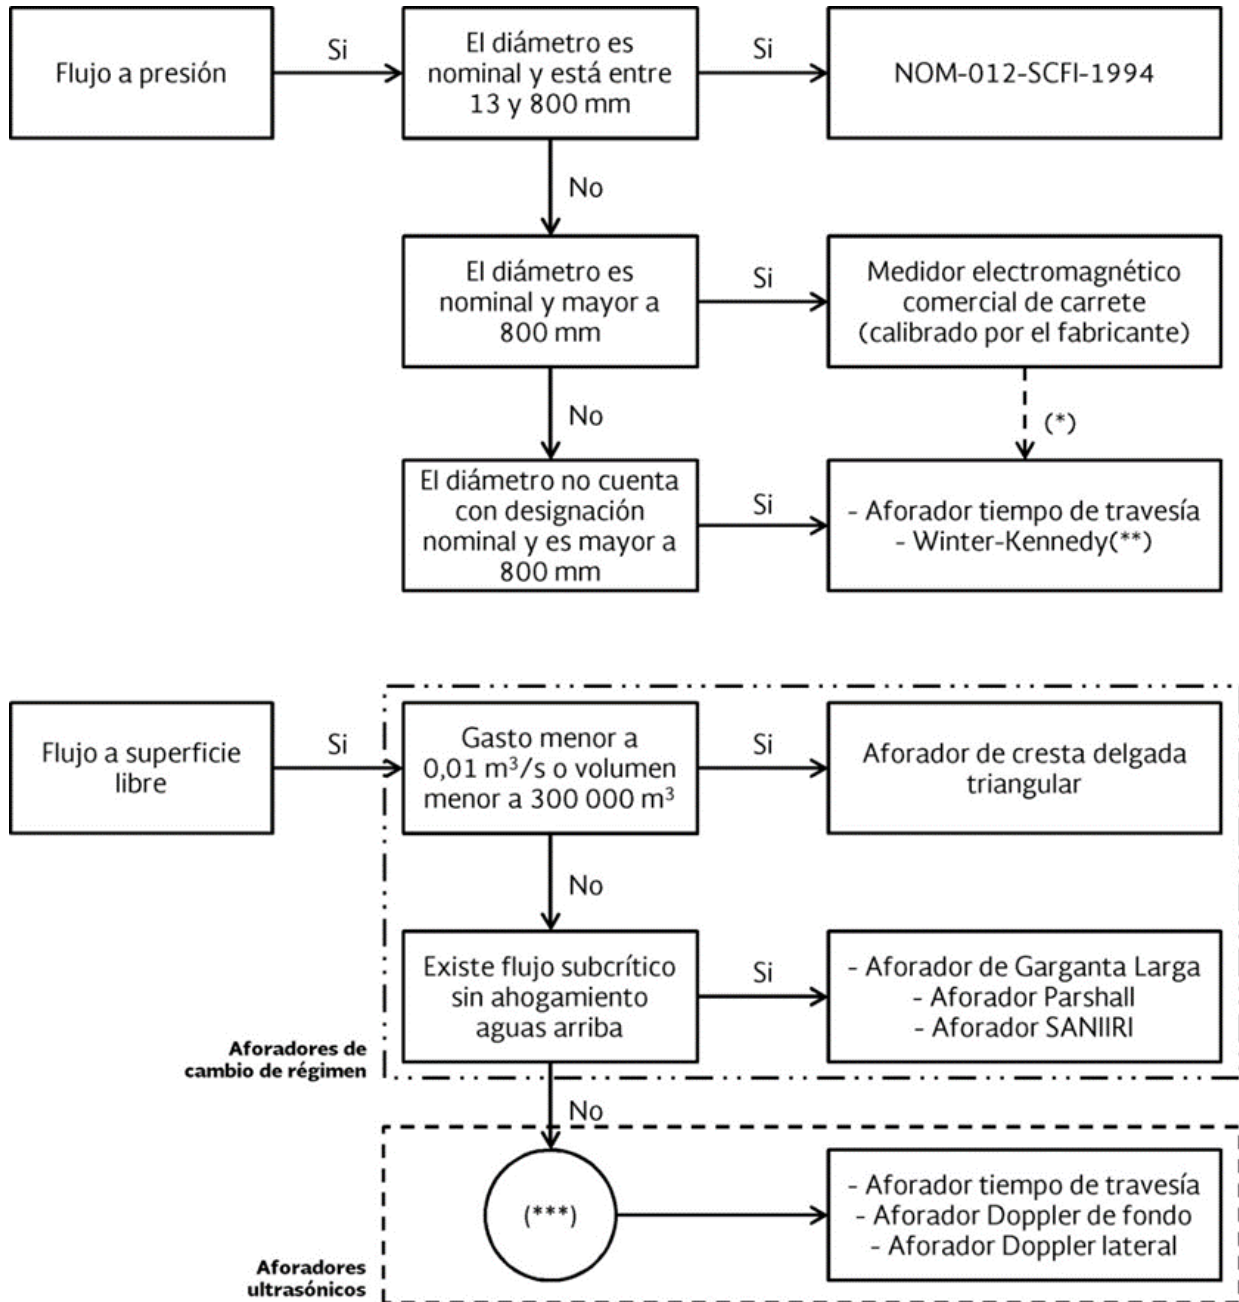 Flujo a presión
Si
El diámetro es
nominal y está entre
13 y 800 mm
Si
NOM-012-SCFI-1994
No
El diámetro es
nominal y mayor a
800 mm
Si
Medidor electromagnético
comercial de carrete
(calibrado por el fabricante)
No
(*)
El diámetro no cuenta
con designación
nominal y es mayor a
800 mm
Si
- Aforador tiempo de travesía
- Winter-Kennedy(**)
Flujo a superficie
libre
Si
Gasto menor a
0,01 m³/s o volumen
menor a 300 000 m³
Si
Aforador de cresta delgada
triangular
No
Existe flujo subcrítico
sin ahogamiento
aguas arriba
Si
- Aforador de Garganta Larga
- Aforador Parshall
- Aforador SANIIRI
Aforadores de
cambio de régimen
No
(***)
- Aforador tiempo de travesía
- Aforador Doppler de fondo
- Aforador Doppler lateral
Aforadores
ultrasónicos